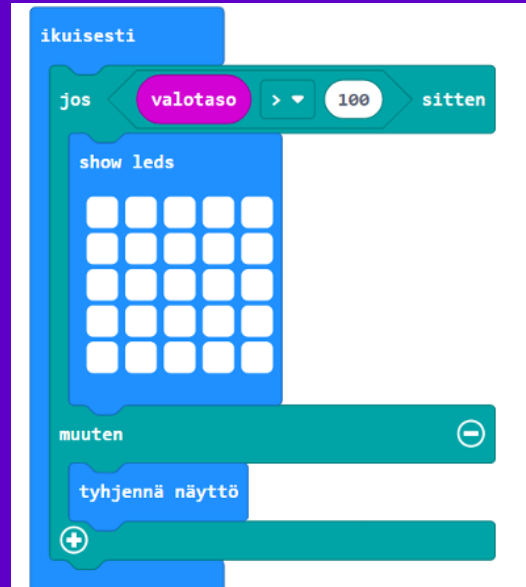 ikuisesti
jos valotaso > 100 sitten
show leds
muuten
tyhjennä näyttö